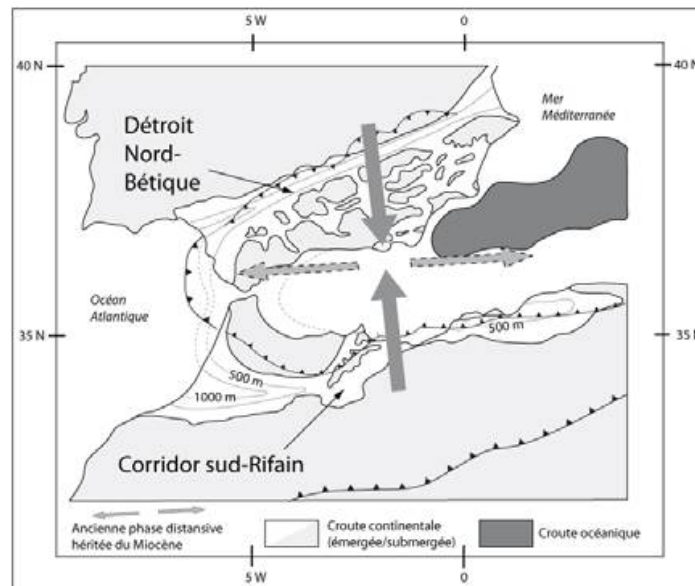 5 W
0
40 N
40 N
Mer
Méditerranée
Détroit
Nord-
Bétique
Océan
Atlantique
35 N
35 N
500 m
500 m
1000 m
Corridor sud-Rifain
Ancienne phase distansive
héritée du Miocène
Croute continentale
(émergée/submergée)
Croute océanique
5 W
0